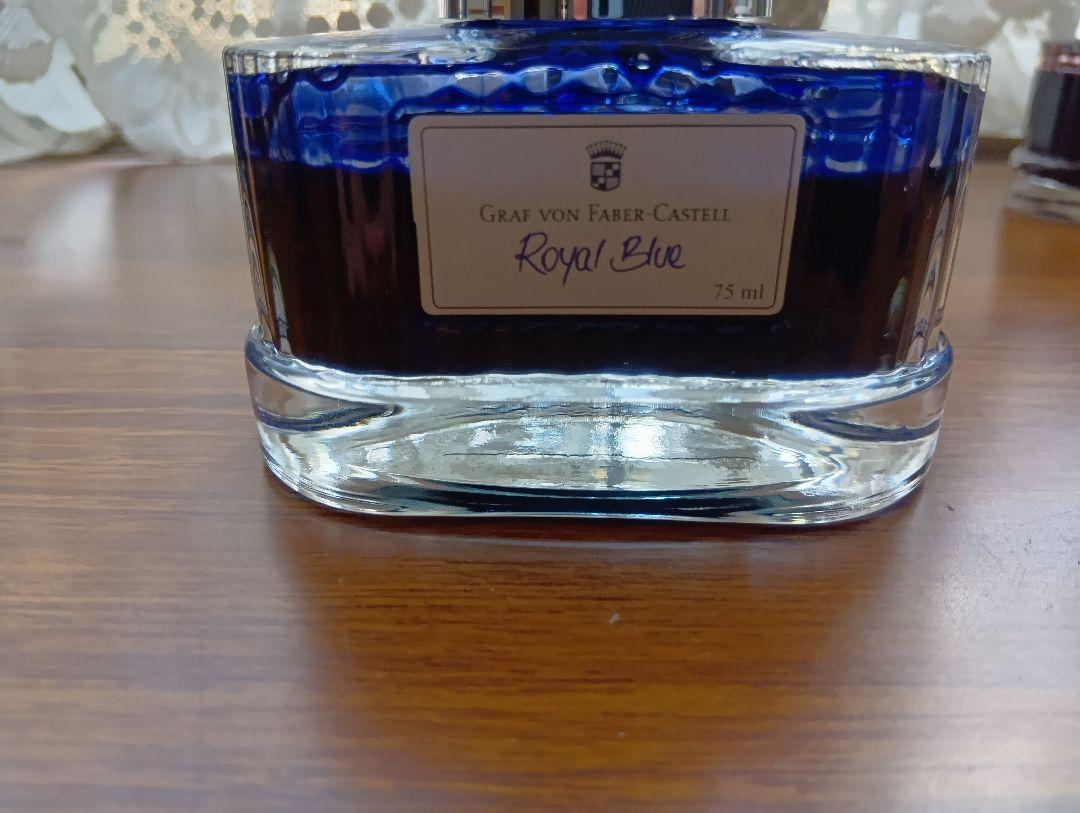 GRAF VON FABER-CASTELL
Royal Blue
75 ml